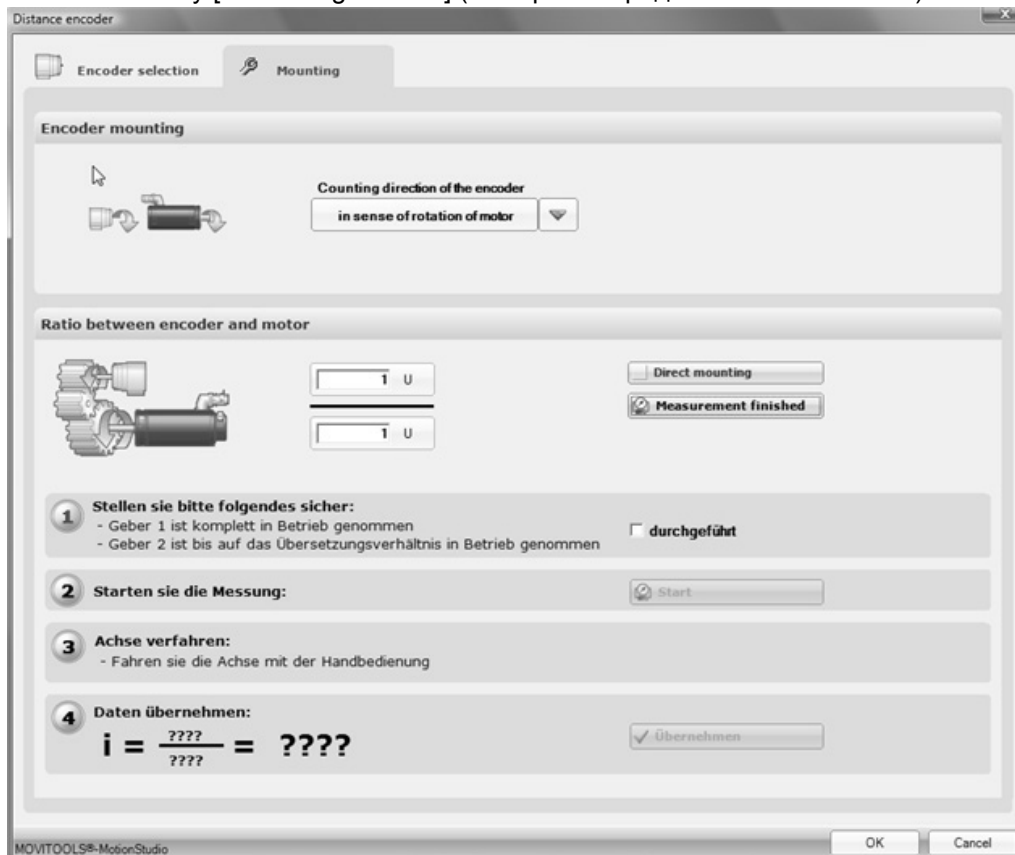 Distance encoder
Encoder selection
Mounting
Encoder mounting
Counting direction of the encoder
in sense of rotation of motor
Ratio between encoder and motor
1 U
Direct mounting
Measurement finished
1 U
1 Stellen sie bitte folgendes sicher:
- Geber 1 ist komplett in Betrieb genommen
durchgeführt
- Geber 2 ist bis auf das Übersetzungsverhältnis in Betrieb genommen
2 Starten sie die Messung:
Start
3 Achse verfahren:
- Fahren sie die Achse mit der Handbedienung
4 Daten übernehmen:
i = ????/???? = ????
Übernehmen
OK
Cancel
MOVITOOLS®-MotionStudio